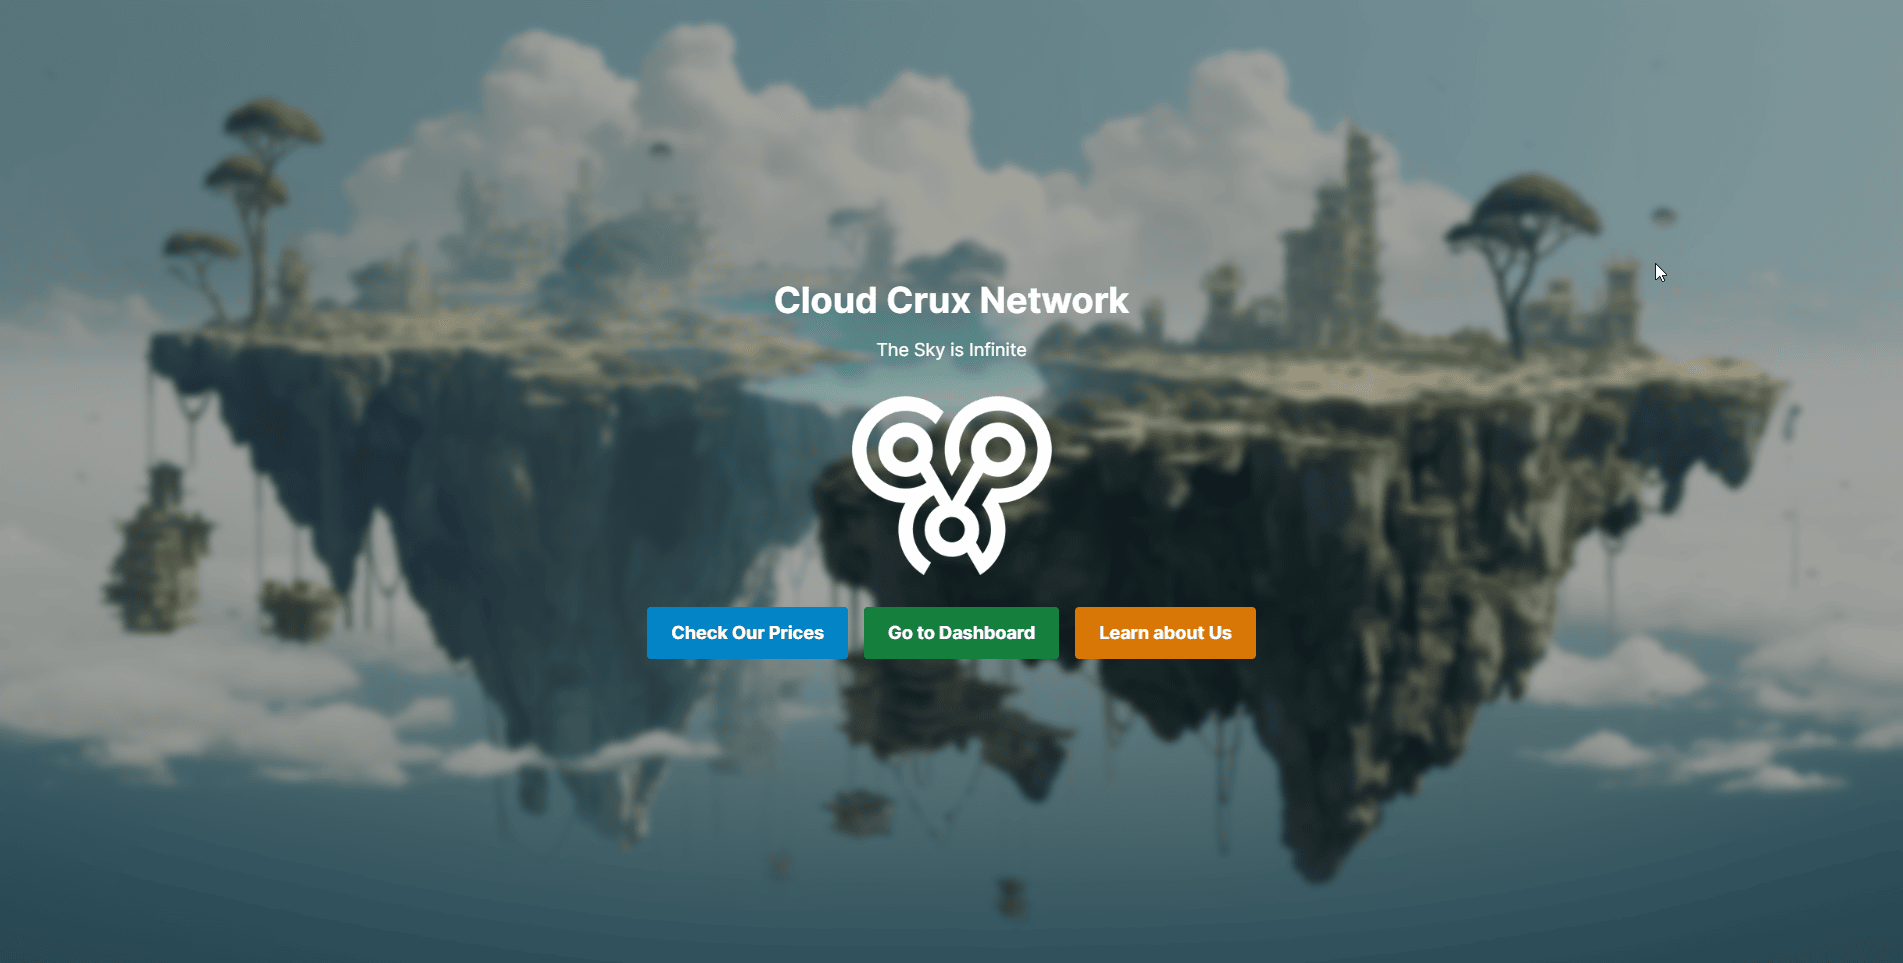 Cloud Crux Network
The Sky is Infinite
Check Our Prices
Go to Dashboard
Learn about Us